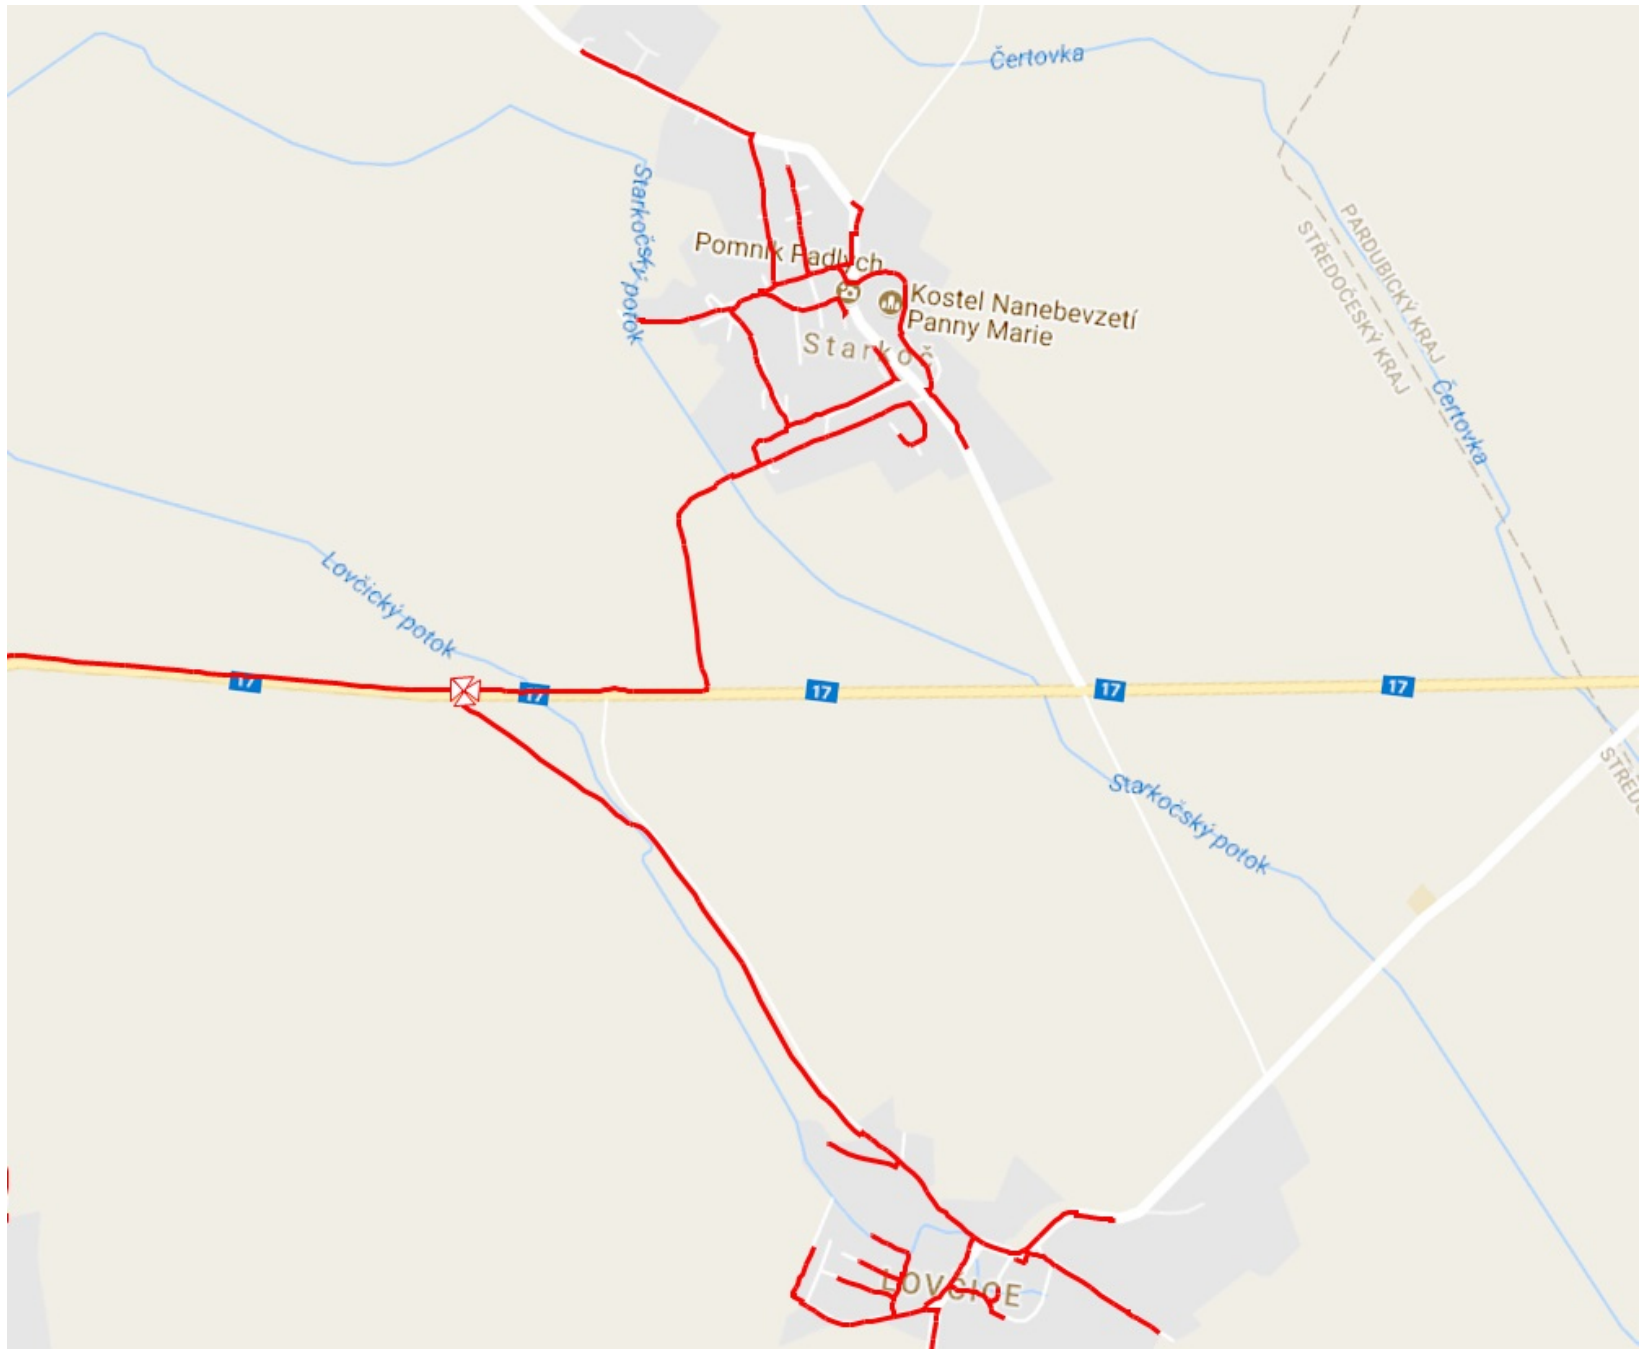 Čertovka
Starkočský potok
PARDUBICKÝ KRAJ
STŘEDOČESKÝ KRAJ
Pomník Padlých
Kostel Nanebevzetí
Panny Marie
Starkoč
Čertovka
Lovčický potok
17
17
17
17
17
Starkočský potok
STŘEDO
LOVČICE